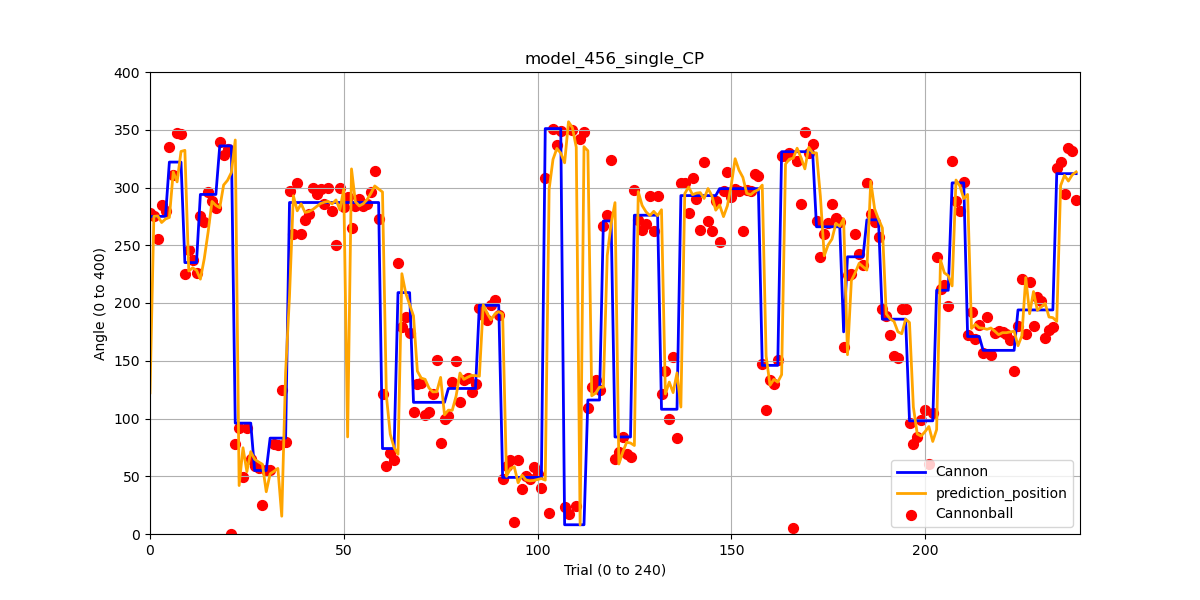 model_456_single_CP
400
350
300
250
200
150
100
50
0
Angle (0 to 400)
0 50 100 150 200
Trial (0 to 240)
Cannon
prediction_position
Cannonball